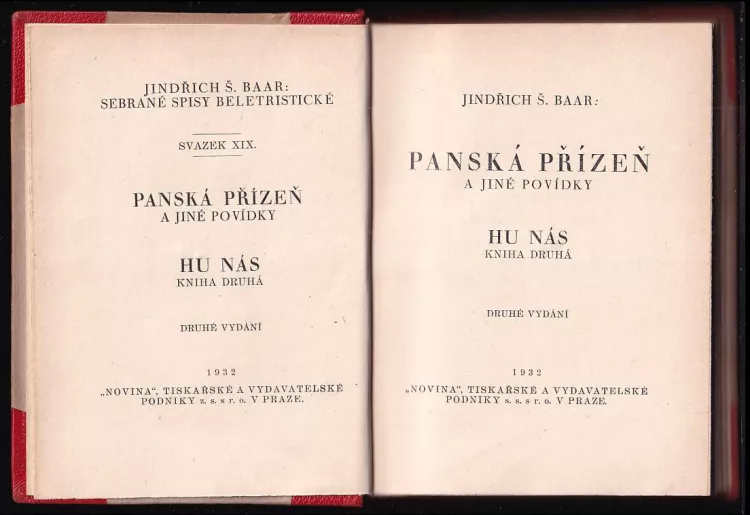 JINDŘICH Š. BAAR:
SEBRANÉ SPISY BELETRISTICKÉ
SVAZEK XIX.
PANSKÁ PŘÍZEŇ
A JINÉ POVÍDKY
HU NÁS
KNIHA DRUHÁ
DRUHÉ VYDÁNÍ
1932
„NOVINA“, TISKAŘSKÉ A VYDAVATELSKÉ
PODNIKY z. s. s r. o. V PRAZE.
JINDŘICH Š. BAAR:
PANSKÁ PŘÍZEŇ
A JINÉ POVÍDKY
HU NÁS
KNIHA DRUHÁ
DRUHÉ VYDÁNÍ
1932
„NOVINA“, TISKAŘSKÉ A VYDAVATELSKÉ
PODNIKY s. s. s r. o. V PRAZE.